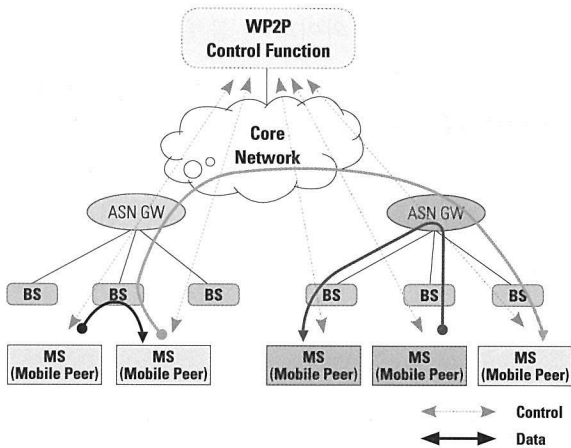 WP2P
Control Function
Core
Network
ASN GW
ASN GW
BS
BS
BS
BS
BS
BS
MS
(Mobile Peer)
MS
(Mobile Peer)
MS
(Mobile Peer)
MS
(Mobile Peer)
MS
(Mobile Peer)
Control
Data